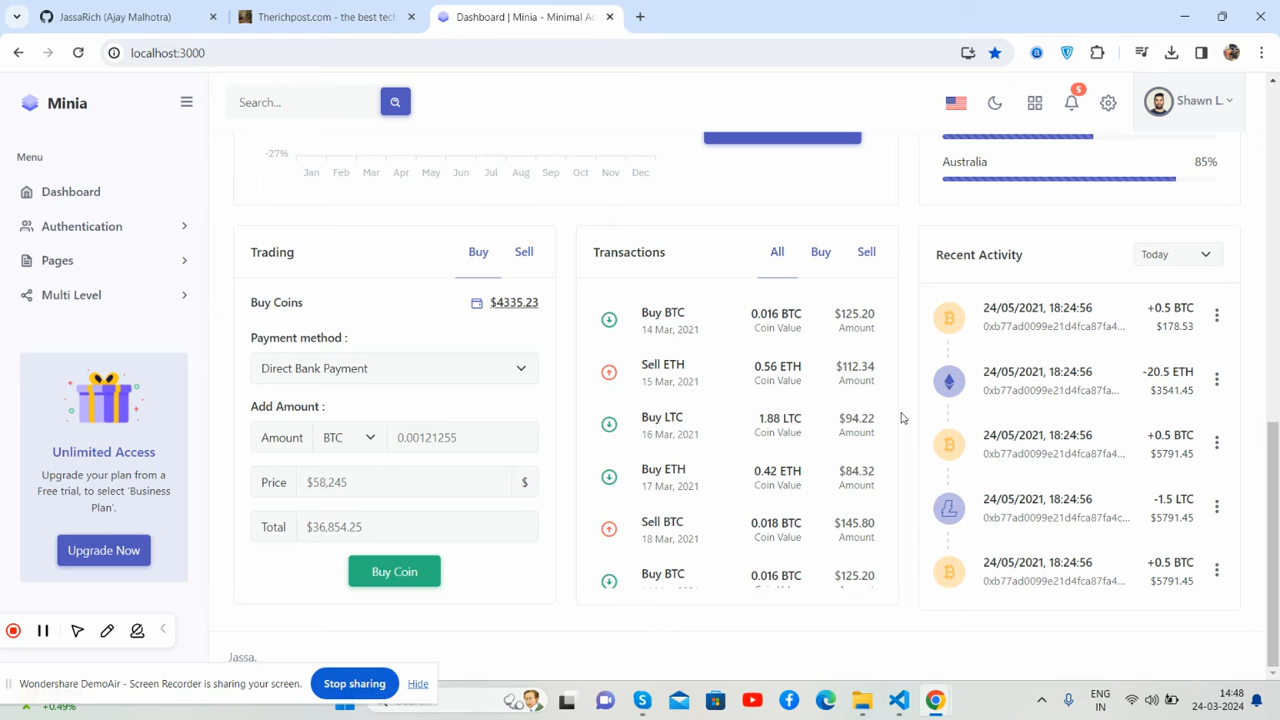 JassaRich (Ajay Malhotra)
Therichpost.com - the best tech
Dashboard | Minia - Minimal Ac
localhost:3000
Minia
Search...
5
Shawn L.
Menu
Dashboard
Authentication
Pages
Multi Level
Unlimited Access
Upgrade your plan from a
Free trial, to select 'Business
Plan'.
Upgrade Now
-27%
Jan Feb Mar Apr May Jun Jul Aug Sep Oct Nov Dec
Australia 85%
Trading Buy Sell
Buy Coins $4335.23
Payment method :
Direct Bank Payment
Add Amount :
Amount BTC 0.00121255
Price $58,245 $
Total $36,854.25
Buy Coin
Transactions All Buy Sell
Buy BTC 0.016 BTC $125.20
14 Mar, 2021 Coin Value Amount
Sell ETH 0.56 ETH $112.34
15 Mar, 2021 Coin Value Amount
Buy LTC 1.88 LTC $94.22
16 Mar, 2021 Coin Value Amount
Buy ETH 0.42 ETH $84.32
17 Mar, 2021 Coin Value Amount
Sell BTC 0.018 BTC $145.80
18 Mar, 2021 Coin Value Amount
Buy BTC 0.016 BTC $125.20
Recent Activity Today
24/05/2021, 18:24:56 +0.5 BTC
0xb77ad0099e21d4fca87fa4... $178.53
24/05/2021, 18:24:56 -20.5 ETH
0xb77ad0099e21d4fca87fa... $3541.45
24/05/2021, 18:24:56 +0.5 BTC
0xb77ad0099e21d4fca87fa4... $5791.45
24/05/2021, 18:24:56 -1.5 LTC
0xb77ad0099e21d4fca87fa4c... $5791.45
24/05/2021, 18:24:56 +0.5 BTC
0xb77ad0099e21d4fca87fa4... $5791.45
Jassa.
Wondershare DemoAir - Screen Recorder is sharing your screen. Stop sharing Hide
+0.49%
ENG
IN
14:48
24-03-2024